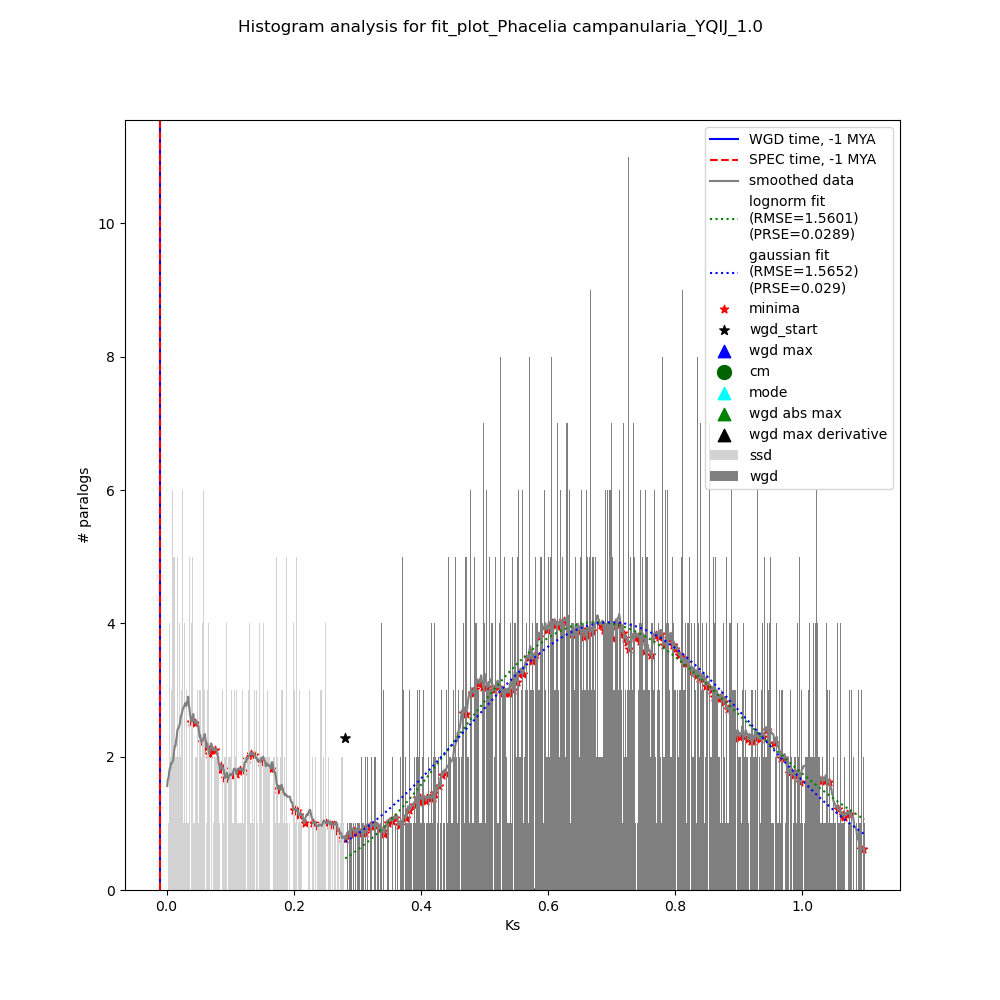 Histogram analysis for fit_plot_Phacelia campanularia_YQIJ_1.0
WGD time, -1 MYA
SPEC time, -1 MYA
smoothed data
lognorm fit
(RMSE=1.5601)
(PRSE=0.0289)
gaussian fit
(RMSE=1.5652)
(PRSE=0.029)
minima
wgd_start
wgd max
cm
mode
wgd abs max
wgd max derivative
ssd
wgd
# paralogs
10
8
6
4
2
0
0.0 0.2 0.4 0.6 0.8 1.0
Ks